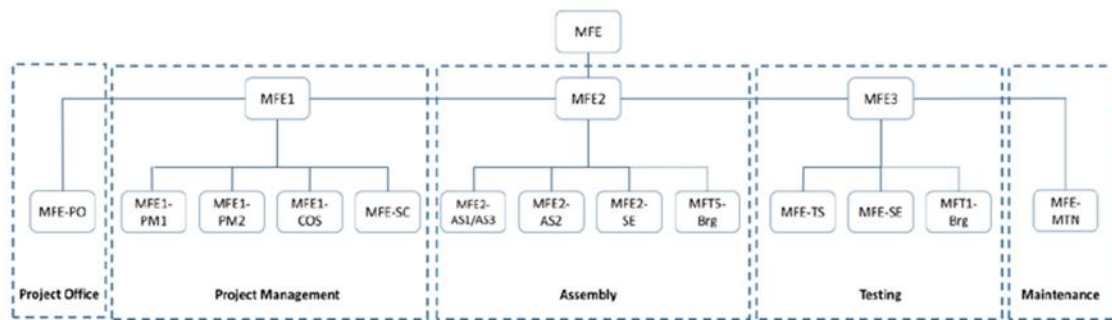 MFE
MFE1
MFE2
MFE3
MFE-PO
MFE1-
PM1
MFE1-
PM2
MFE1-
COS
MFE-SC
MFE2-
AS1/AS3
MFE2-
AS2
MFE2-
SE
MFT5-
Brg
MFE-TS
MFE-SE
MFT1-
Brg
MFE-
MTN
Project Office
Project Management
Assembly
Testing
Maintenance